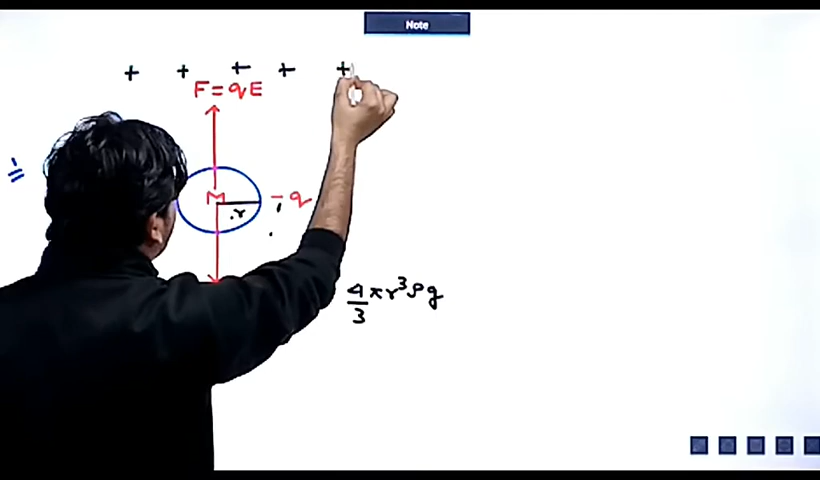 Note
+ + + + +
F = qE
M
r
- q
4/3 πr³ρg